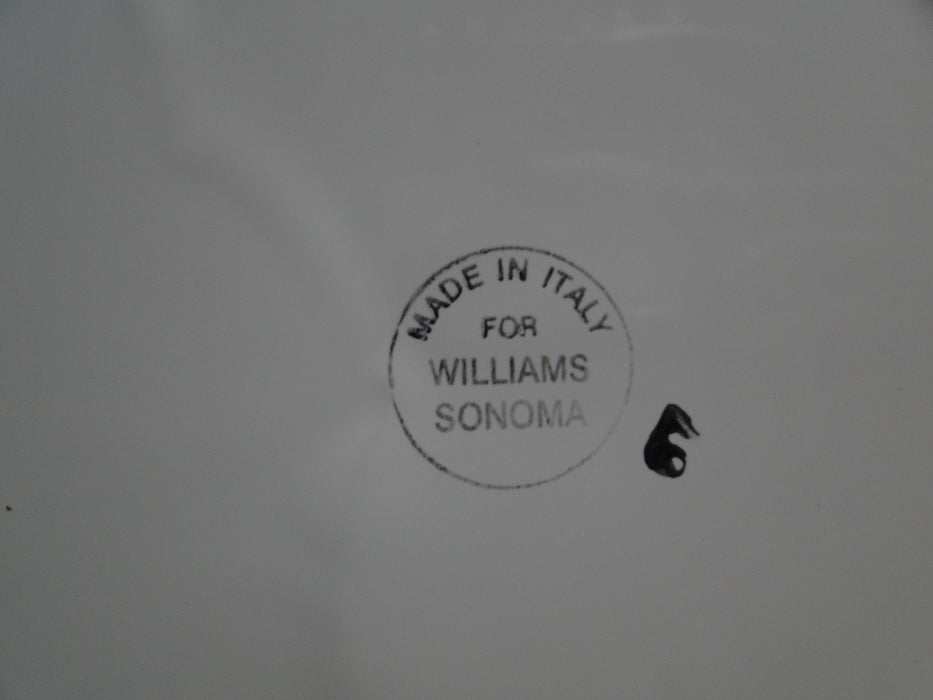 MADE IN ITALY
FOR
WILLIAMS
SONOMA
6